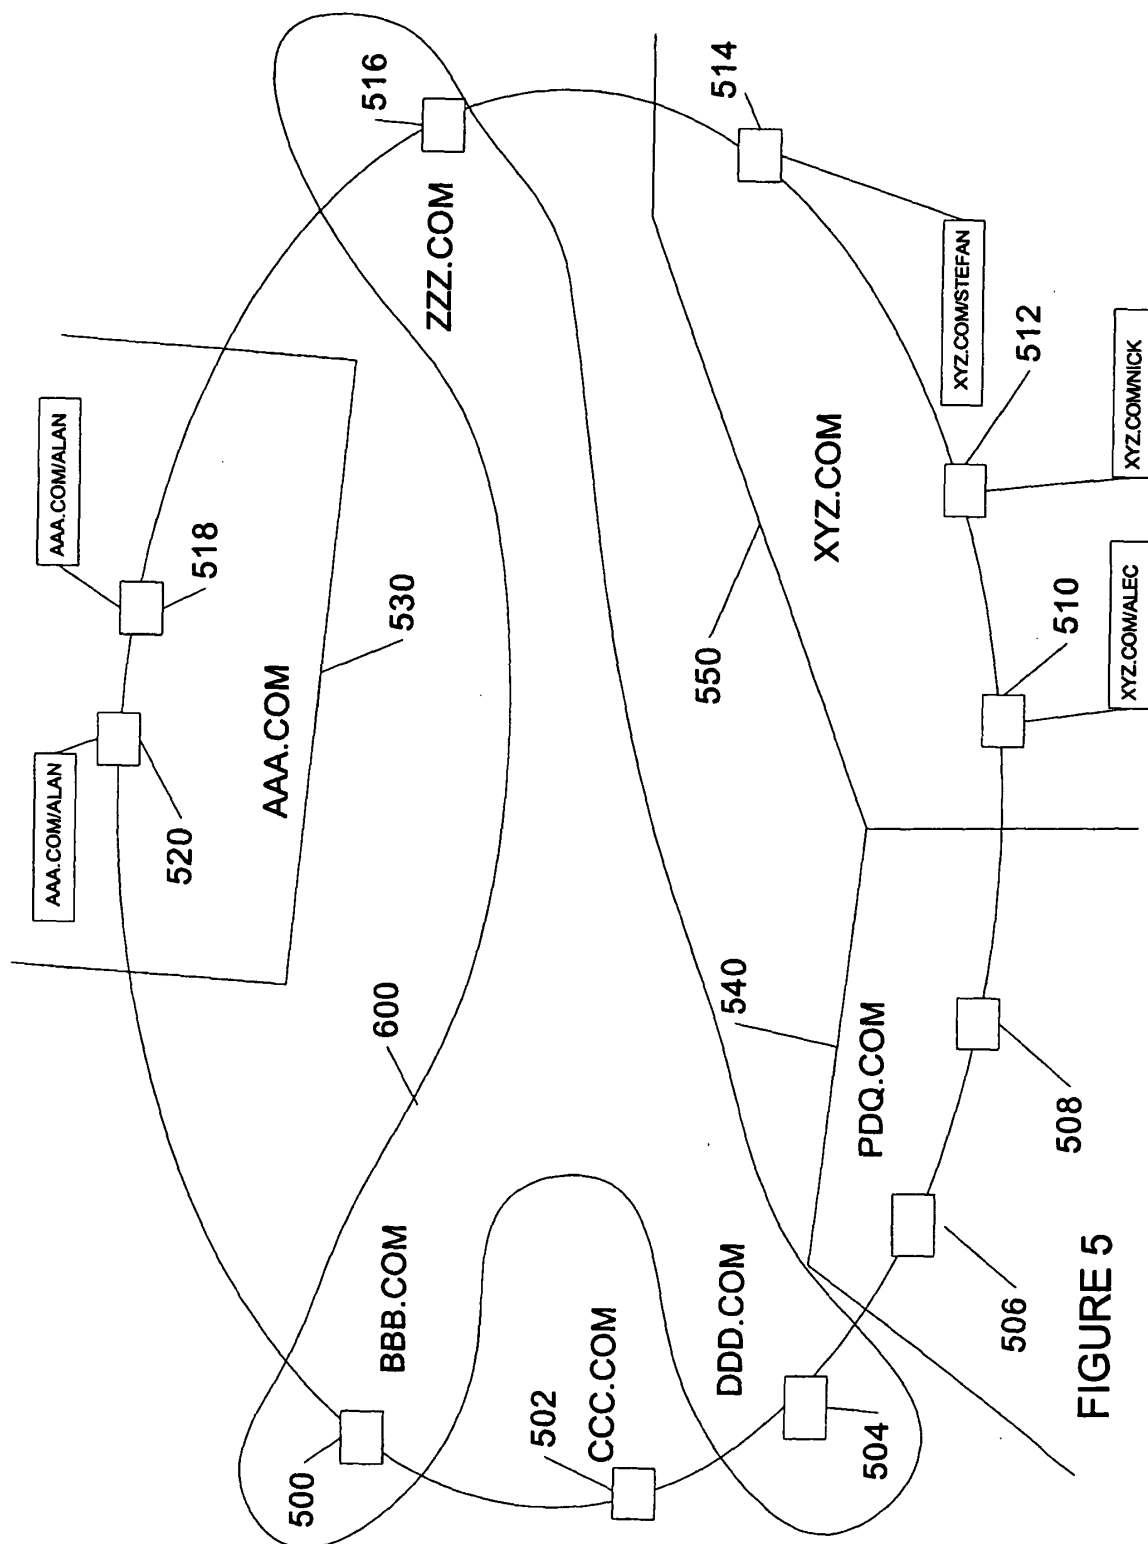 AAA.COM/ALAN
AAA.COM/ALAN
520
518
AAA.COM
530
516
ZZZ.COM
500
BBB.COM
600
502
CCC.COM
DDD.COM
504
540
550
514
XYZ.COM
XYZ.COM/STEFAN
PDQ.COM
506
508
510
512
XYZ.COM/ALEC
XYZ.COM/NICK
FIGURE 5